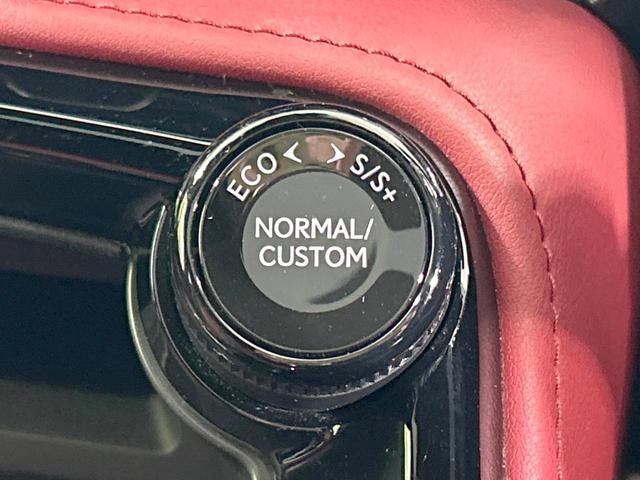 ECO < > S/S+
NORMAL/
CUSTOM